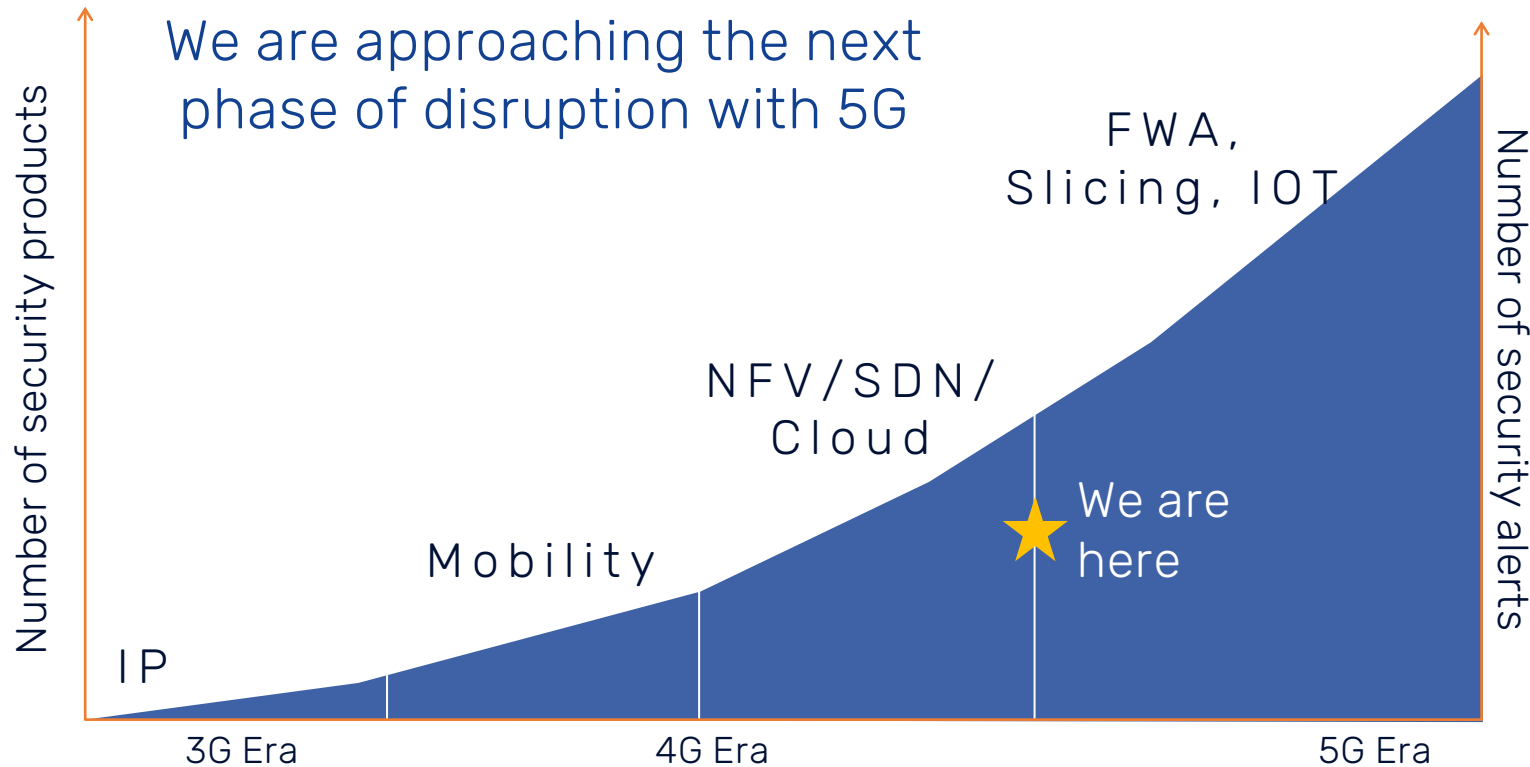 We are approaching the next
phase of disruption with 5G
Number of security products
FWA,
Slicing, IOT
Number of security alerts
NFV/SDN/
Cloud
We are
here
Mobility
IP
3G Era
4G Era
5G Era